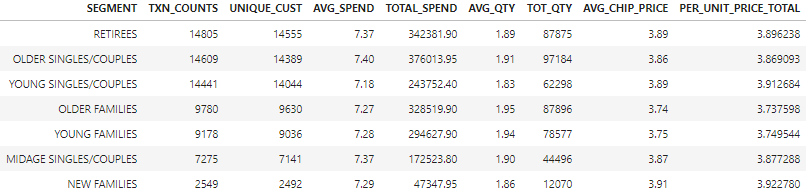 SEGMENT TXN_COUNTS UNIQUE_CUST AVG_SPEND TOTAL_SPEND AVG_QTY TOT_QTY AVG_CHIP_PRICE PER_UNIT_PRICE_TOTAL
RETIREES 14805 14555 7.37 342381.90 1.89 87875 3.89 3.896238
OLDER SINGLES/COUPLES 14609 14389 7.40 376013.95 1.91 97184 3.86 3.869093
YOUNG SINGLES/COUPLES 14441 14044 7.18 243752.40 1.83 62298 3.89 3.912684
OLDER FAMILIES 9780 9630 7.27 328519.90 1.95 87896 3.74 3.737598
YOUNG FAMILIES 9178 9036 7.28 294627.90 1.94 78577 3.75 3.749544
MIDAGE SINGLES/COUPLES 7275 7141 7.37 172523.80 1.90 44496 3.87 3.877288
NEW FAMILIES 2549 2492 7.29 47347.95 1.86 12070 3.91 3.922780